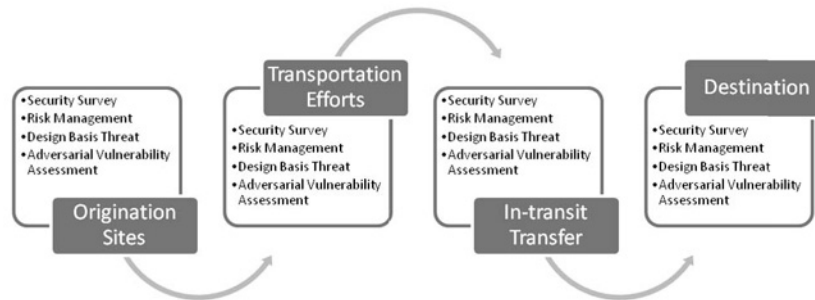 • Security Survey
• Risk Management
• Design Basis Threat
• Adversarial Vulnerability
Assessment
Origination
Sites
Transportation
Efforts
• Security Survey
• Risk Management
• Design Basis Threat
• Adversarial Vulnerability
Assessment
• Security Survey
• Risk Management
• Design Basis Threat
• Adversarial Vulnerability
Assessment
In-transit
Transfer
Destination
• Security Survey
• Risk Management
• Design Basis Threat
• Adversarial Vulnerability
Assessment